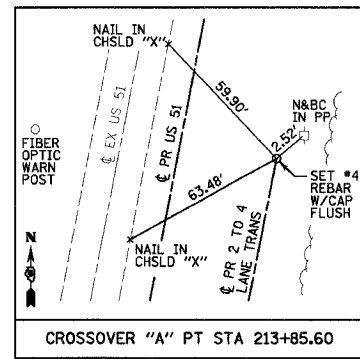 NAIL IN
CHSLD "X"
59.90'
N&BC
IN PP
2.52'
℄ EX US 51
℄ PR US 51
FIBER
OPTIC
WARN
POST
63.48'
SET #4
REBAR
W/CAP
FLUSH
N
NAIL IN
CHSLD "X"
℄ PR 2 TO 4
LANE TRANS
CROSSOVER "A" PT STA 213+85.60